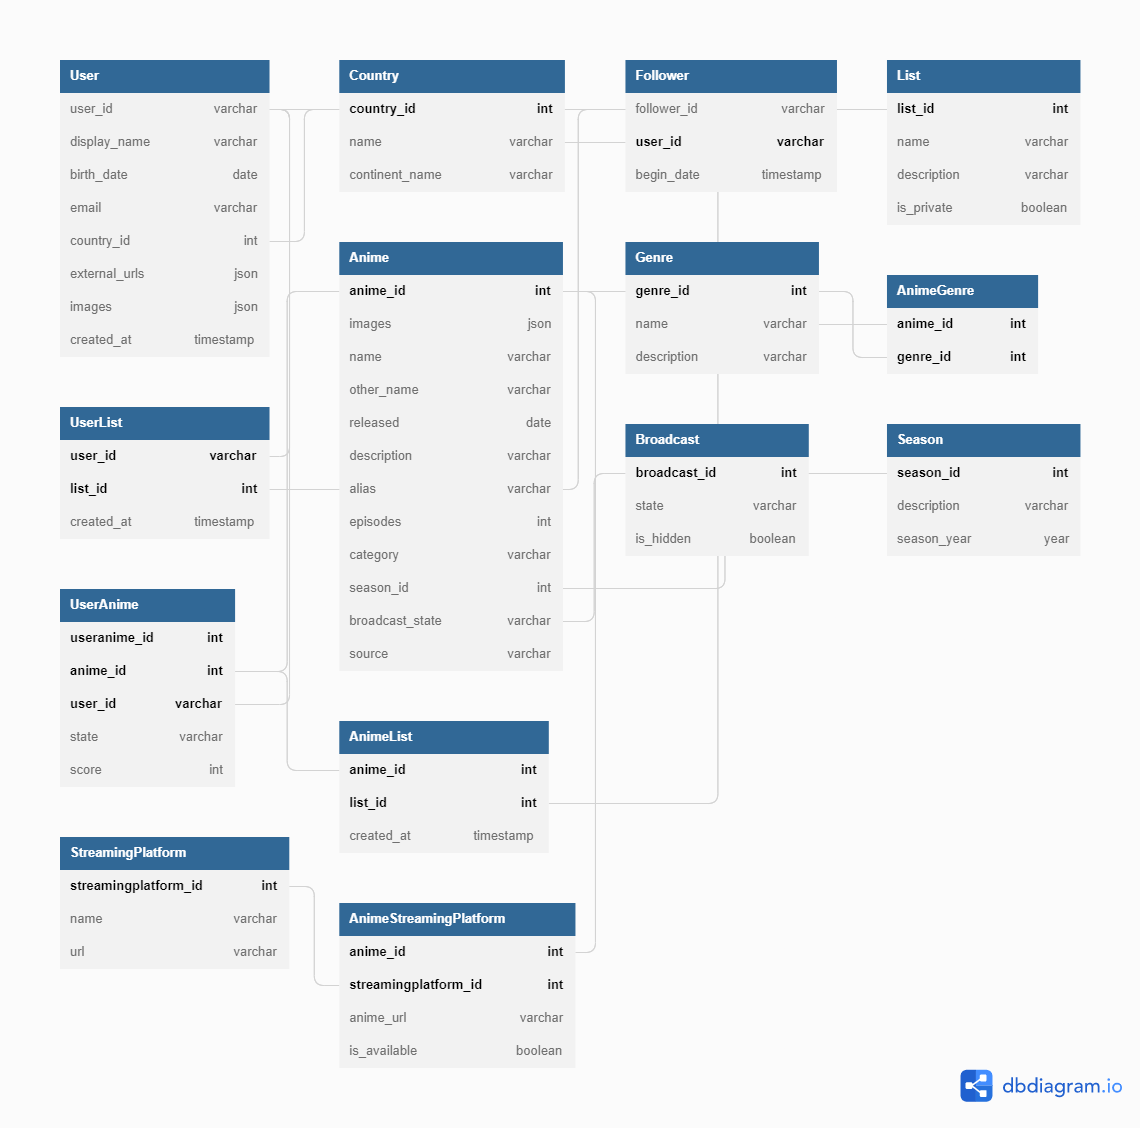 User
user_id varchar
display_name varchar
birth_date date
email varchar
country_id int
external_urls json
images json
created_at timestamp
Country
country_id int
name varchar
continent_name varchar
Follower
follower_id varchar
user_id varchar
begin_date timestamp
List
list_id int
name varchar
description varchar
is_private boolean
Anime
anime_id int
images json
name varchar
other_name varchar
released date
description varchar
alias varchar
episodes int
category varchar
season_id int
broadcast_state varchar
source varchar
Genre
genre_id int
name varchar
description varchar
AnimeGenre
anime_id int
genre_id int
UserList
user_id varchar
list_id int
created_at timestamp
Broadcast
broadcast_id int
state varchar
is_hidden boolean
Season
season_id int
description varchar
season_year year
UserAnime
useranime_id int
anime_id int
user_id varchar
state varchar
score int
AnimeList
anime_id int
list_id int
created_at timestamp
StreamingPlatform
streamingplatform_id int
name varchar
url varchar
AnimeStreamingPlatform
anime_id int
streamingplatform_id int
anime_url varchar
is_available boolean
dbdiagram.io